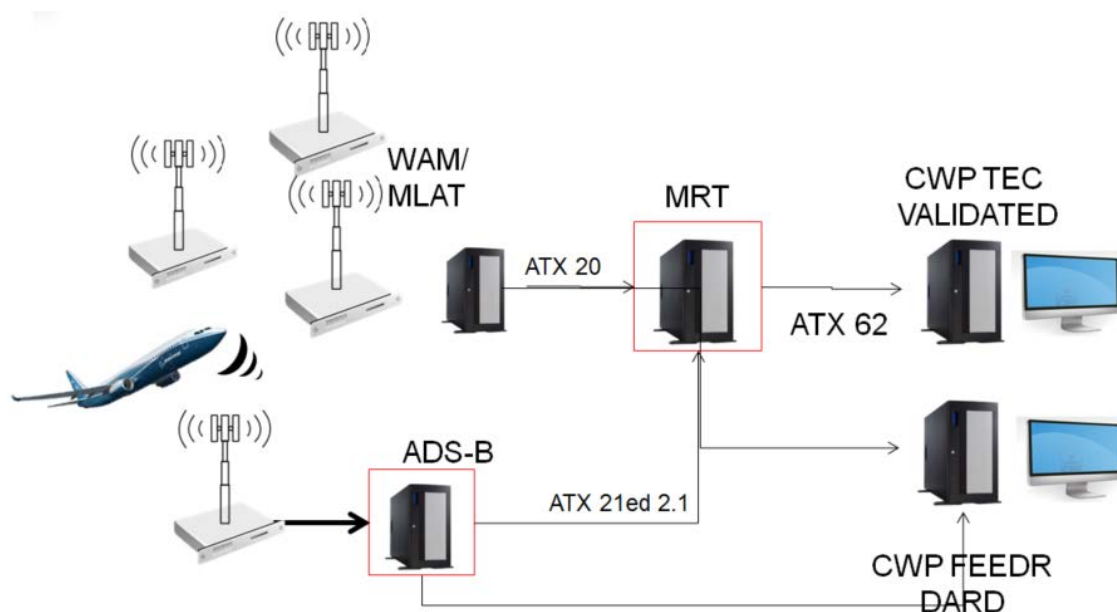 WAM/
MLAT
MRT
CWP TEC
VALIDATED
ATX 20
ATX 62
ADS-B
ATX 21ed 2.1
CWP FEEDR
DARD